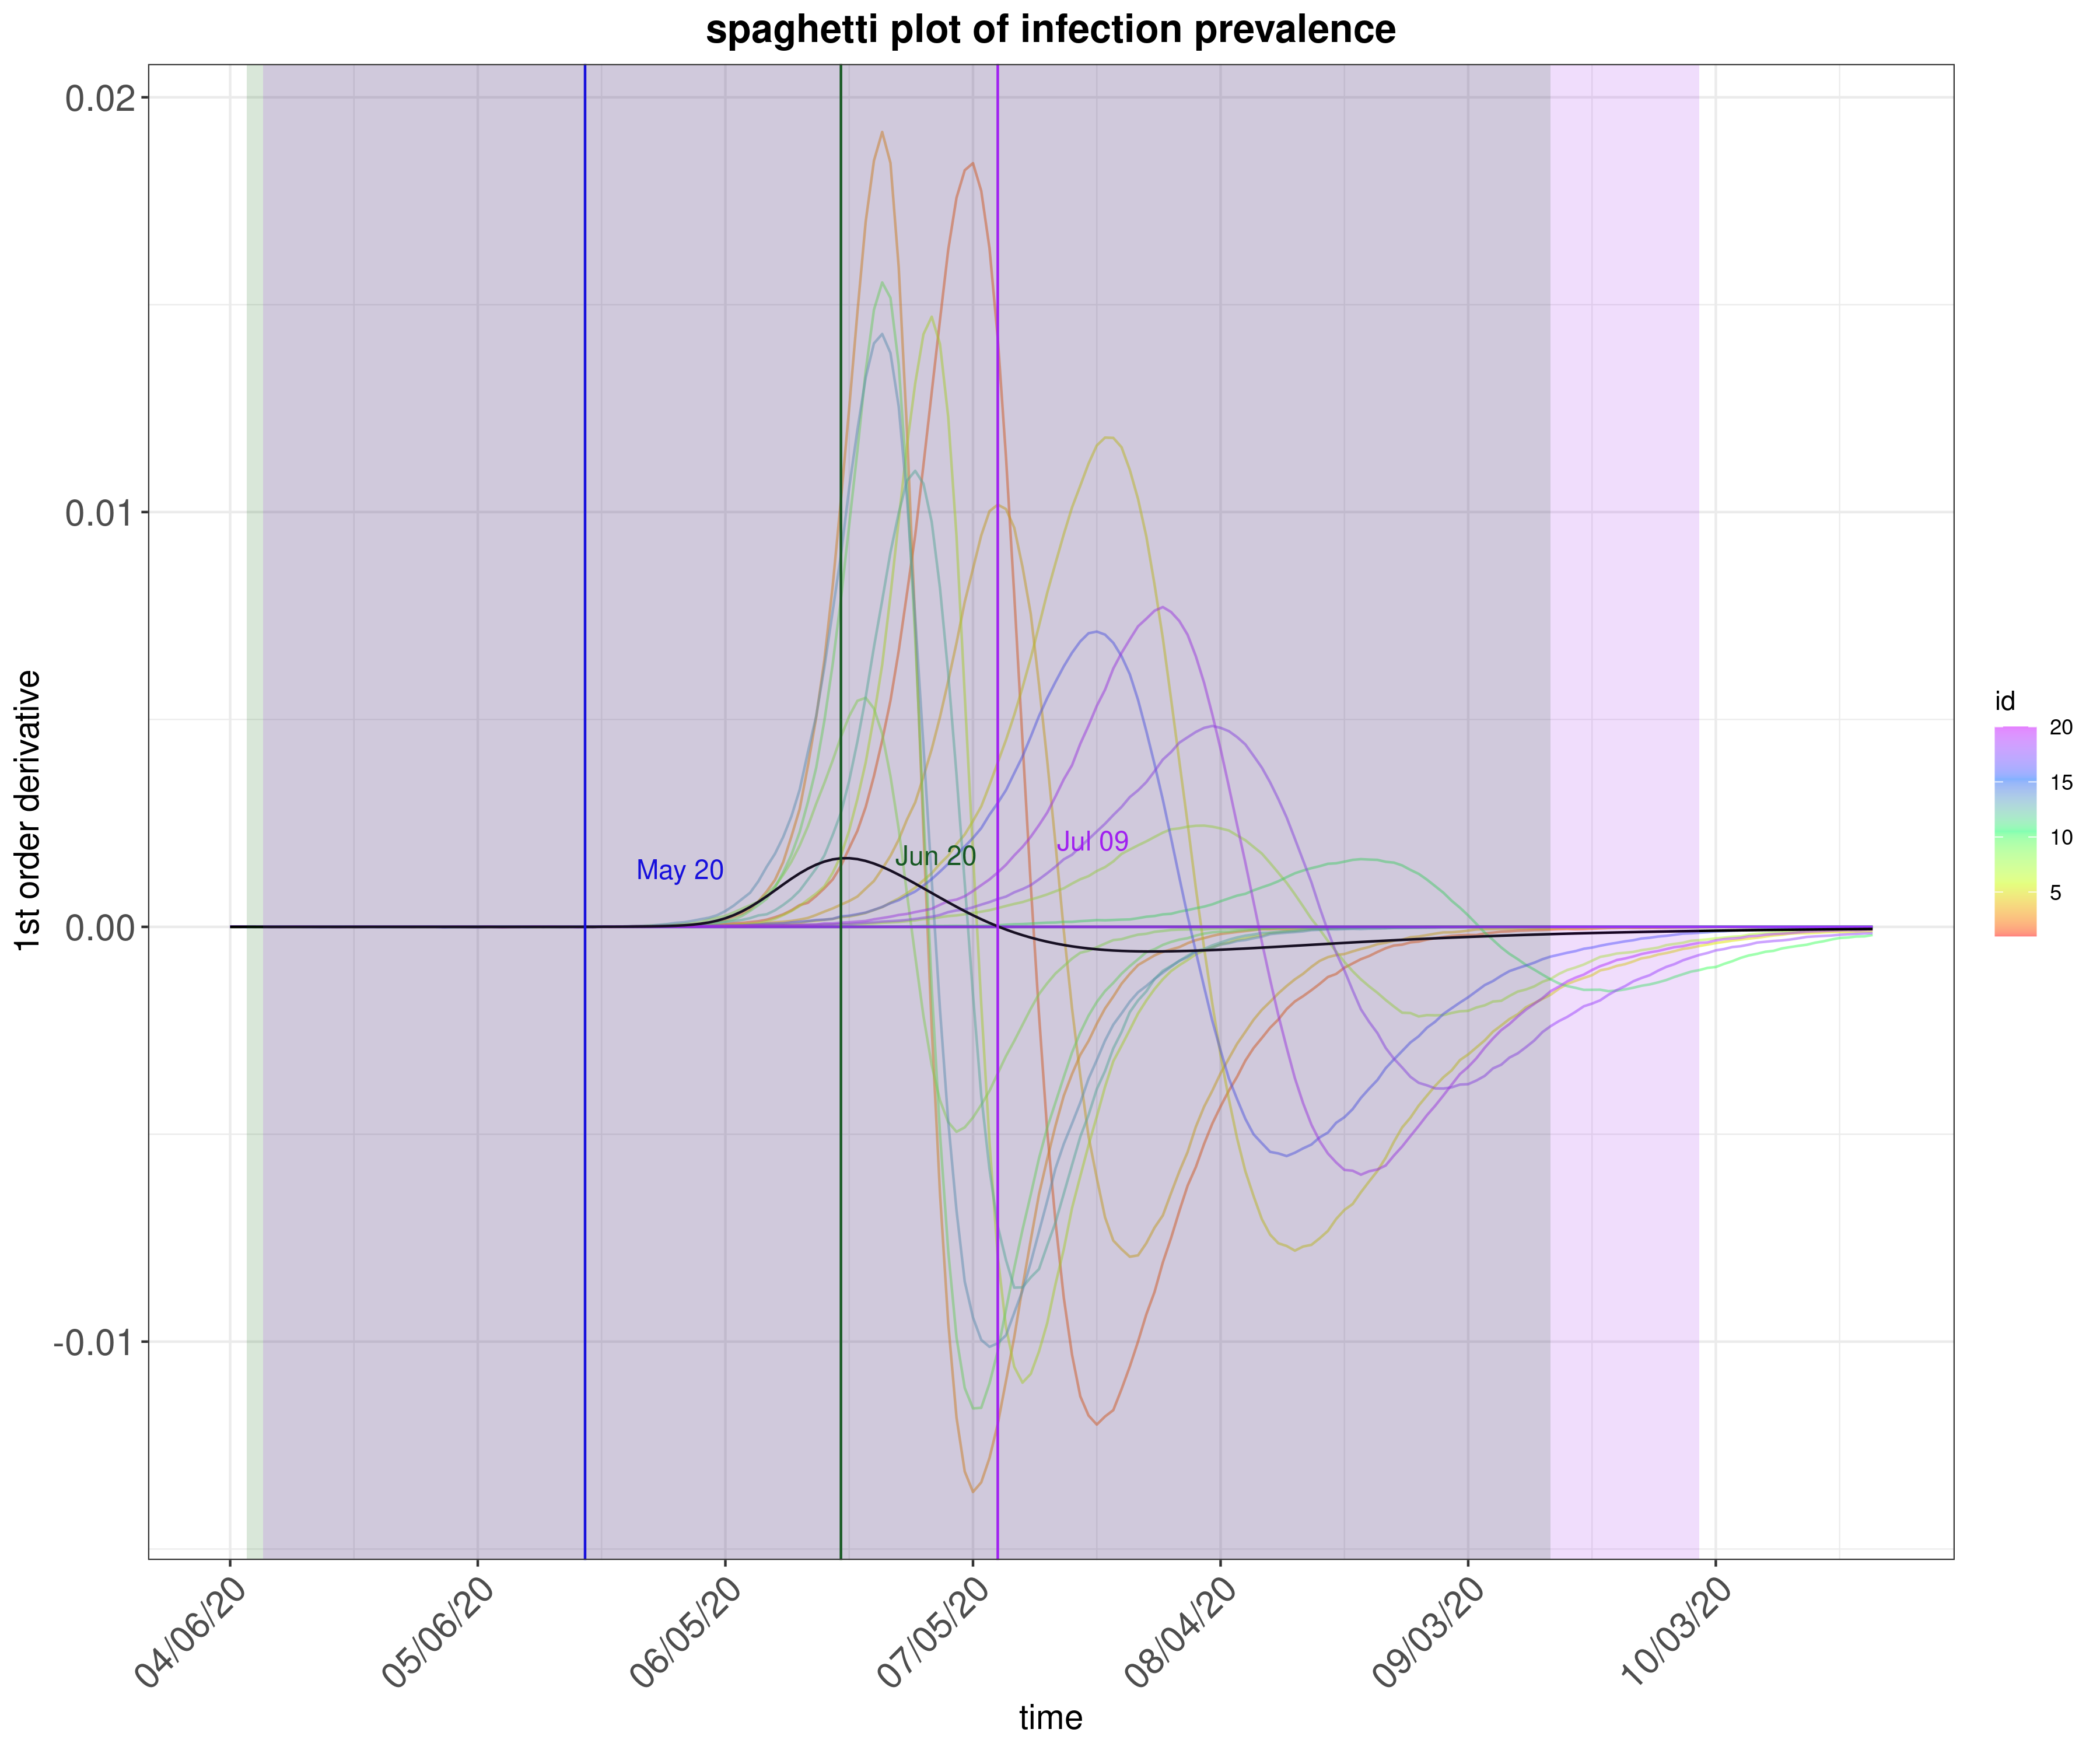 spaghetti plot of infection prevalence
0.02
0.01
0.00
-0.01
1st order derivative
May 20
Jun 20
Jul 09
04/06/20
05/06/20
06/05/20
07/05/20
08/04/20
09/03/20
10/03/20
time
id
20
15
10
5